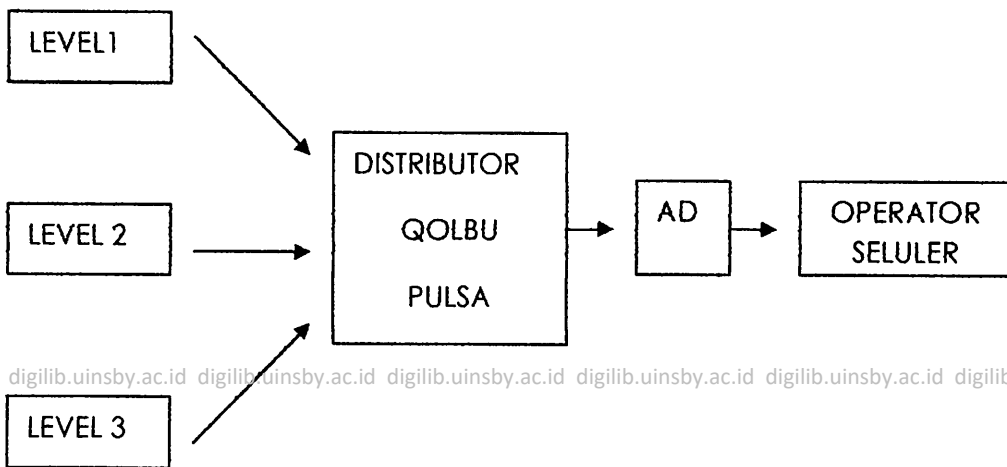 LEVEL1
LEVEL 2
LEVEL 3
DISTRIBUTOR
QOLBU
PULSA
AD
OPERATOR
SELULER
digilib.uinsby.ac.id digilib.uinsby.ac.id digilib.uinsby.ac.id digilib.uinsby.ac.id digilib.uinsby.ac.id digilib